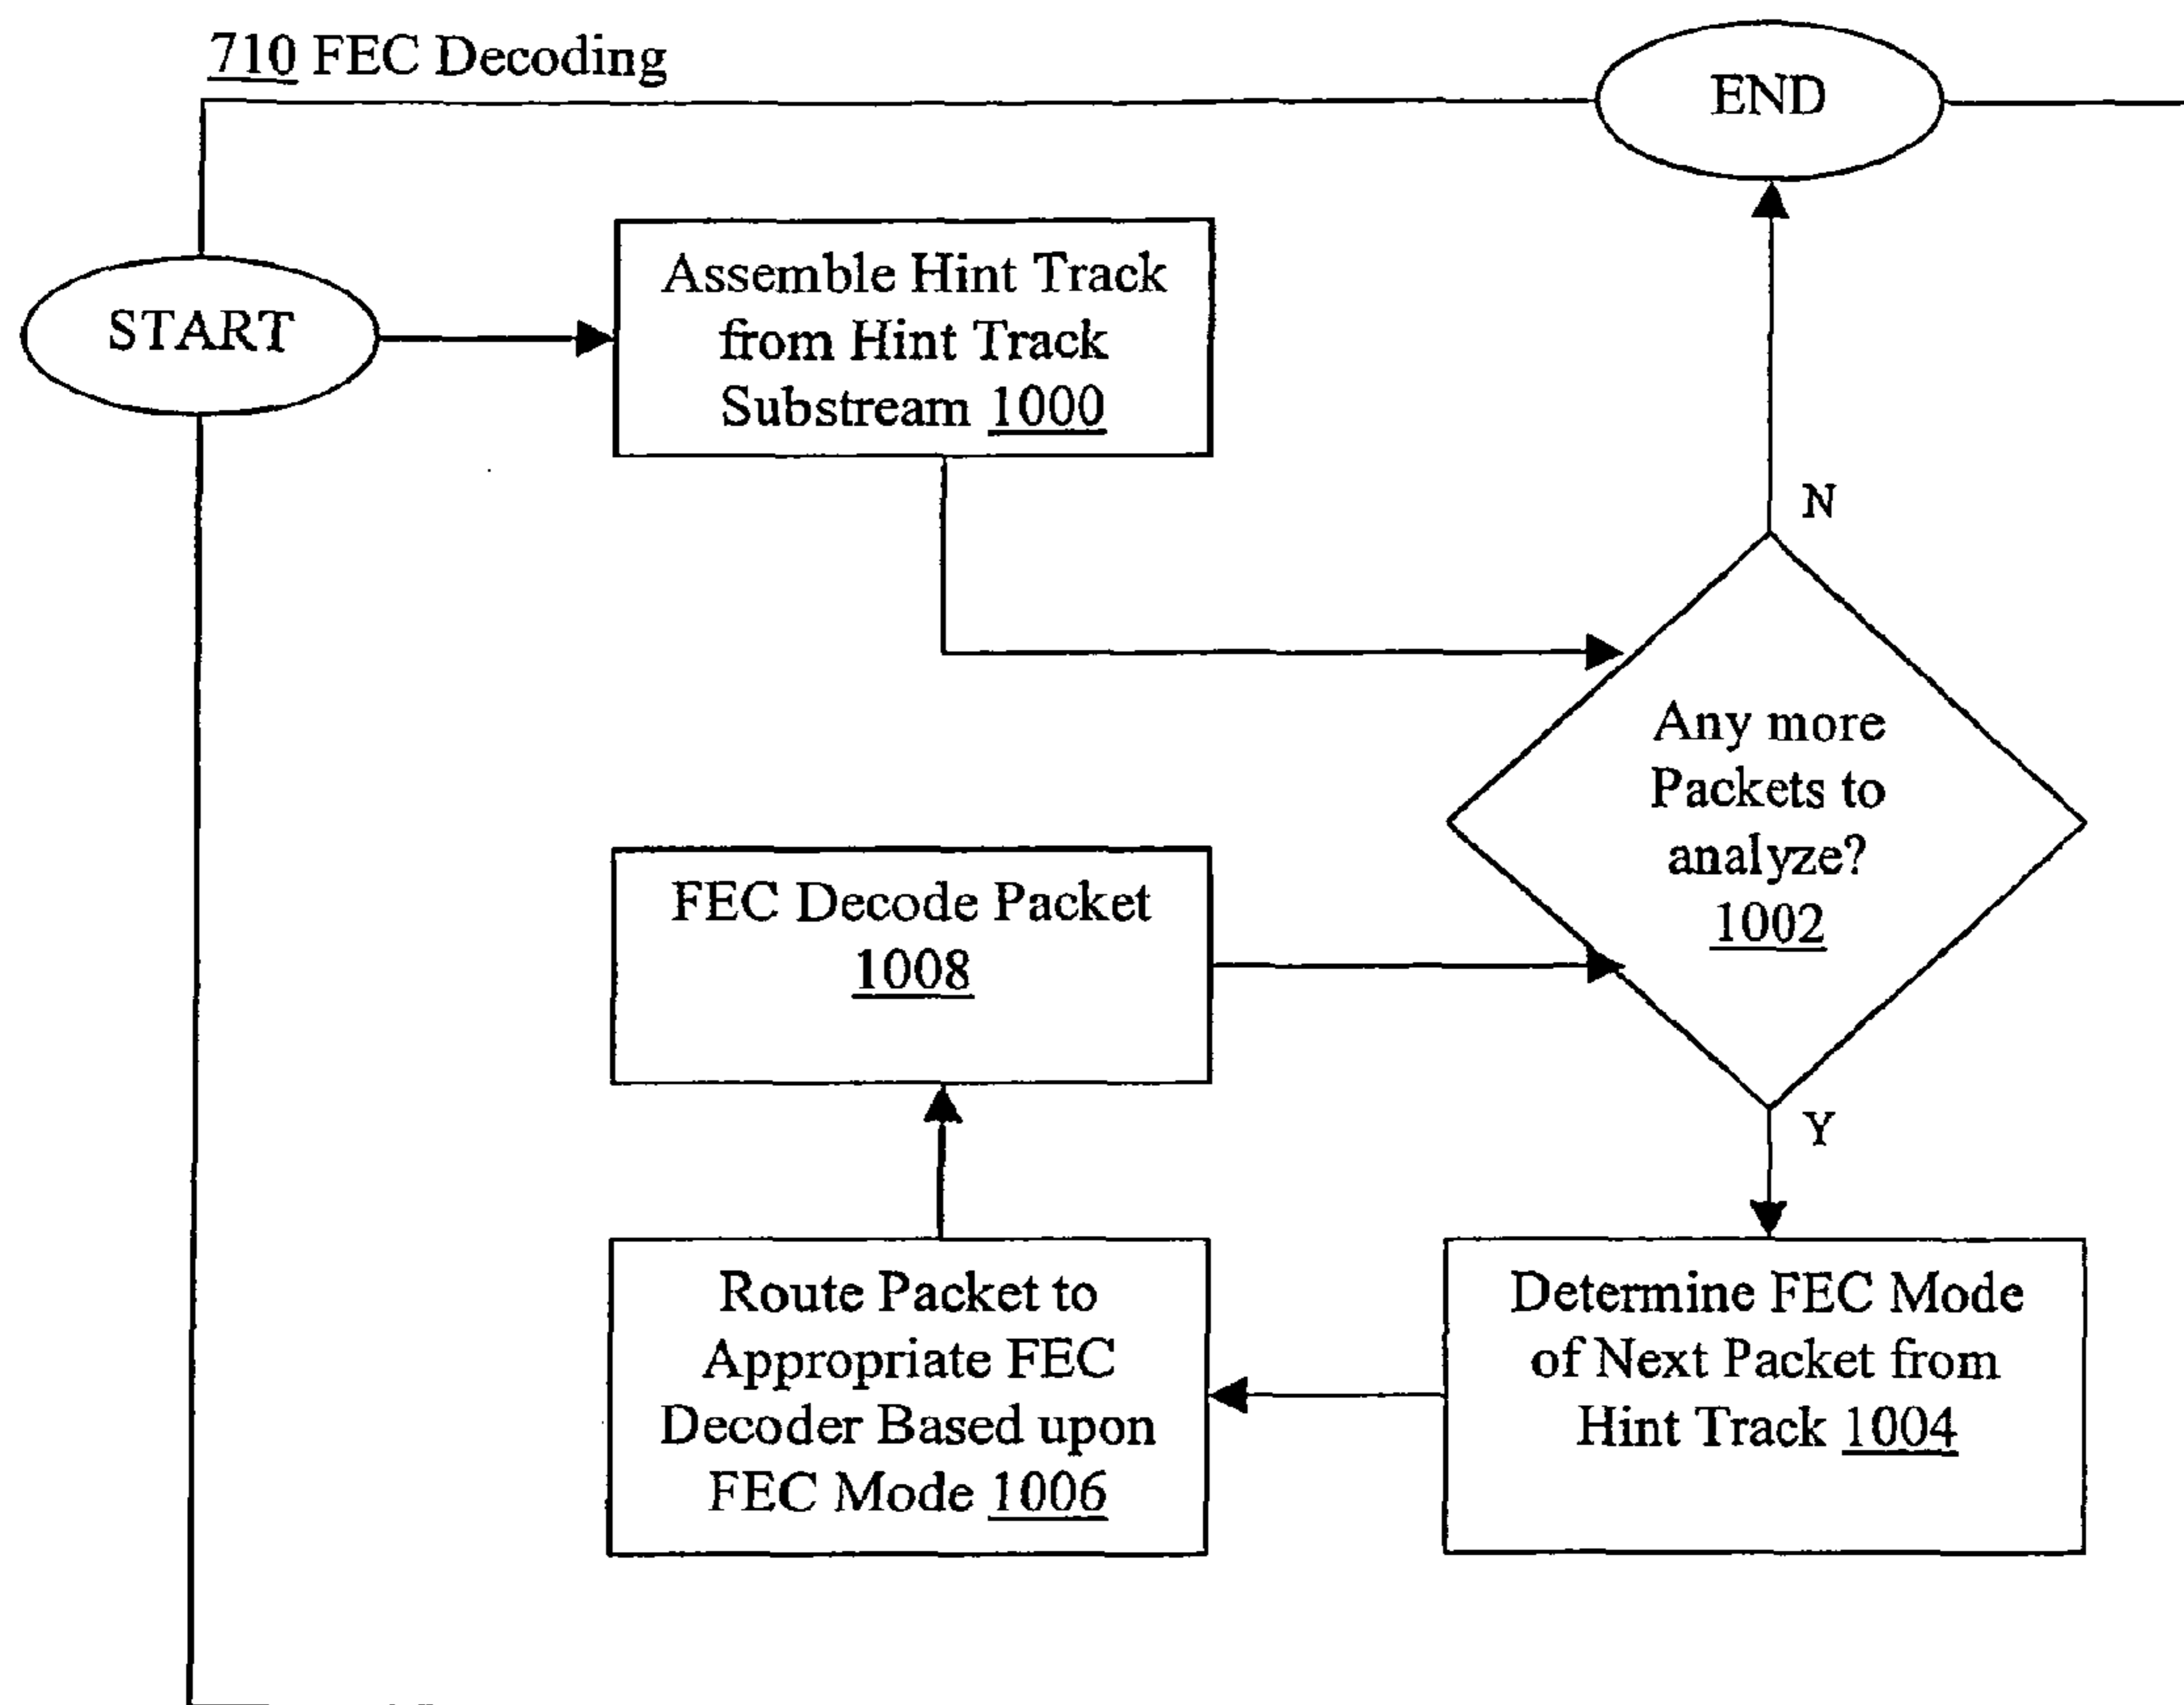 710 FEC Decoding
END
START
Assemble Hint Track
from Hint Track
Substream 1000
N
Any more
Packets to
analyze?
1002
FEC Decode Packet
1008
Y
Route Packet to
Appropriate FEC
Decoder Based upon
FEC Mode 1006
Determine FEC Mode
of Next Packet from
Hint Track 1004